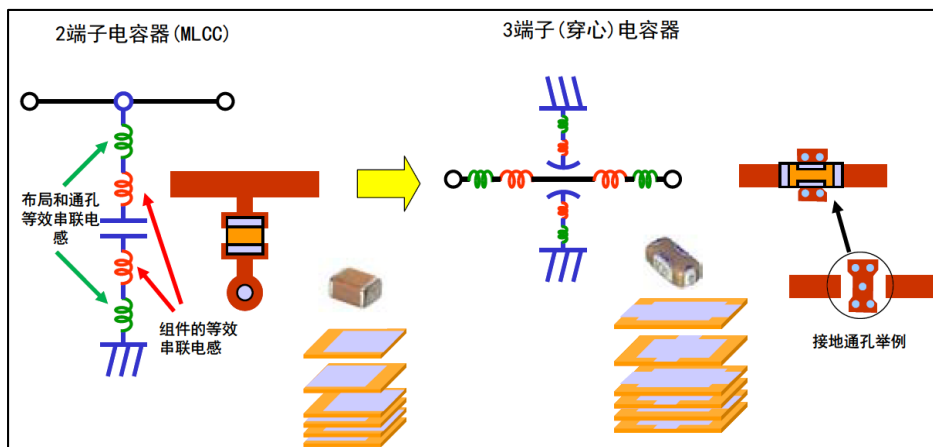 2端子电容器(MLCC)
3端子(穿心)电容器
布局和通孔
等效串联电
感
组件的等效
串联电感
接地通孔举例